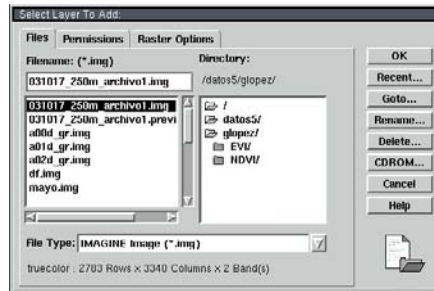 Select Layer To Add:
Files Permissions Raster Options
Filename: (*.img)
031017_250m_archivo1.img
031017_250m_archivo1.img
031017_250m_archivo1.previ
a00d_gr.img
a01d_gr.img
a02d_gr.img
df.img
mayo.img
Directory:
/datos5/glopez/
/
datos5/
glopez/
EVI/
NDVI/
OK
Recent...
Goto...
Rename...
Delete...
CDROM...
Cancel
Help
File Type: IMAGINE Image (*.img)
truecolor : 2703 Rows x 3340 Columns x 2 Band(s)